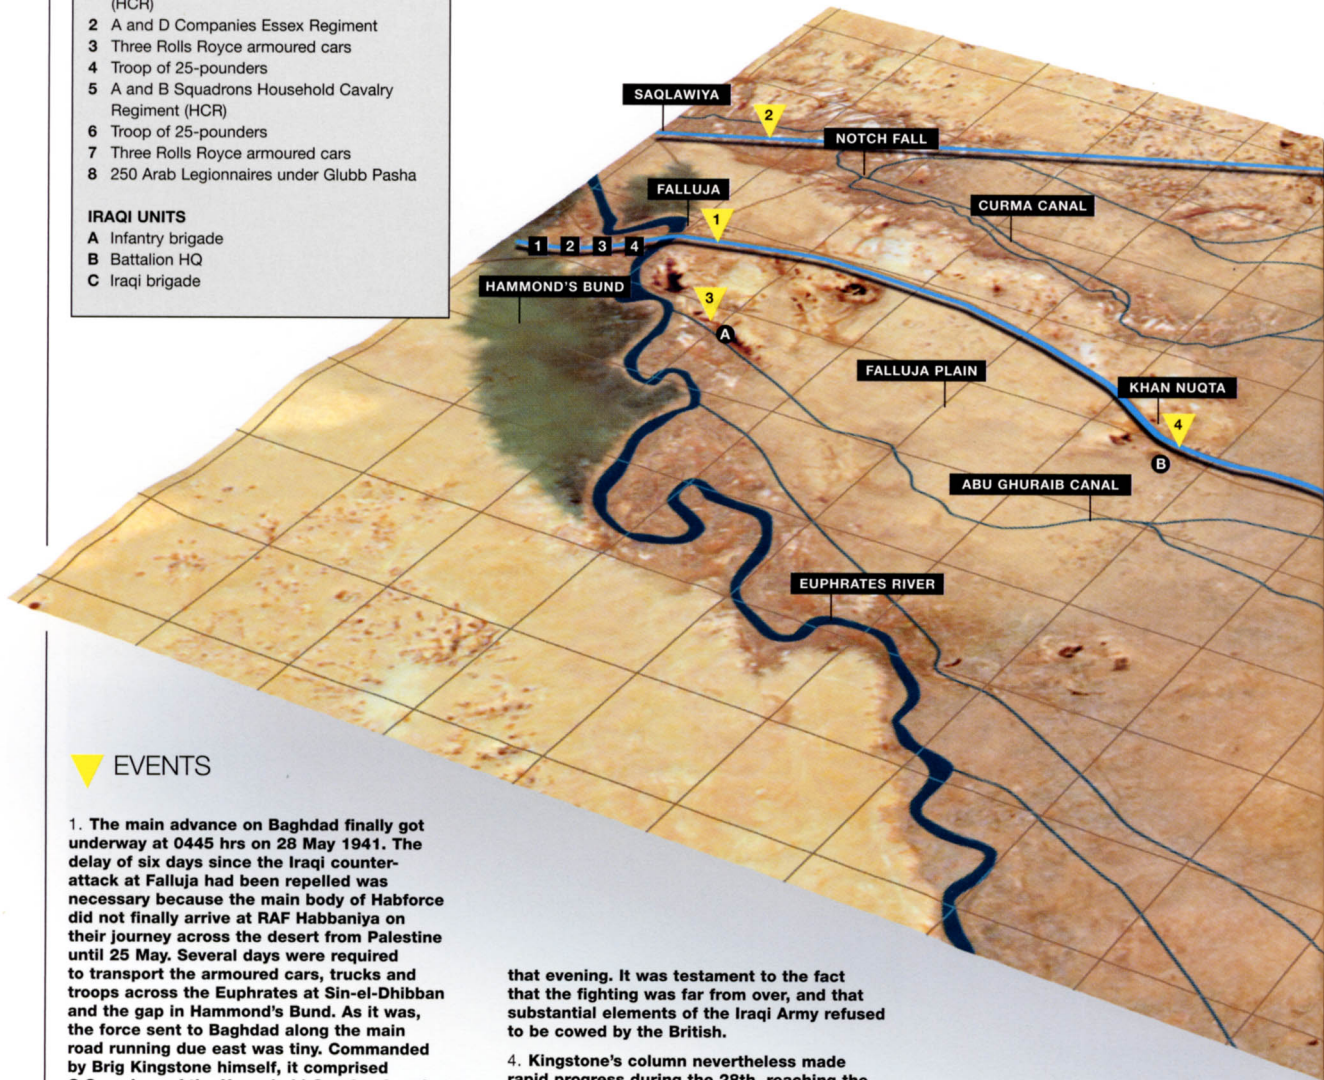 (HCR)
2 A and D Companies Essex Regiment
3 Three Rolls Royce armoured cars
4 Troop of 25-pounders
5 A and B Squadrons Household Cavalry
Regiment (HCR)
6 Troop of 25-pounders
7 Three Rolls Royce armoured cars
8 250 Arab Legionnaires under Glubb Pasha
IRAQI UNITS
A Infantry brigade
B Battalion HQ
C Iraqi brigade
SAQLAWIYA
2
NOTCH FALL
FALLUJA
CURMA CANAL
1
1 2 3 4
HAMMOND'S BUND
3
A
FALLUJA PLAIN
KHAN NUQTA
4
B
ABU GHURAIB CANAL
EUPHRATES RIVER
EVENTS
1. The main advance on Baghdad finally got
underway at 0445 hrs on 28 May 1941. The
delay of six days since the Iraqi counter-
attack at Falluja had been repelled was
necessary because the main body of Habforce
did not finally arrive at RAF Habbaniya on
their journey across the desert from Palestine
until 25 May. Several days were required
to transport the armoured cars, trucks and
troops across the Euphrates at Sin-el-Dhibban
and the gap in Hammond's Bund. As it was,
the force sent to Baghdad along the main
road running due east was tiny. Commanded
by Brig Kingstone himself, it comprised
that evening. It was testament to the fact
that the fighting was far from over, and that
substantial elements of the Iraqi Army refused
to be cowed by the British.
4. Kingstone's column nevertheless made
rapid progress during the 28th, reaching the